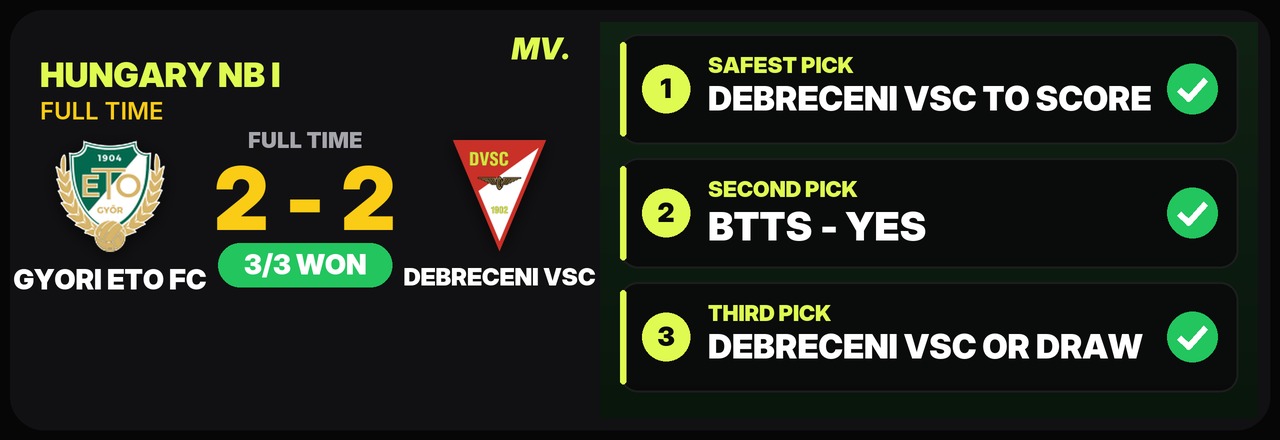 MV.
HUNGARY NB I
FULL TIME
FULL TIME
1904
ETO
GYŐR
2 - 2
DVSC
1902
3/3 WON
GYORI ETO FC
DEBRECENI VSC
1
SAFEST PICK
DEBRECENI VSC TO SCORE
2
SECOND PICK
BTTS - YES
3
THIRD PICK
DEBRECENI VSC OR DRAW